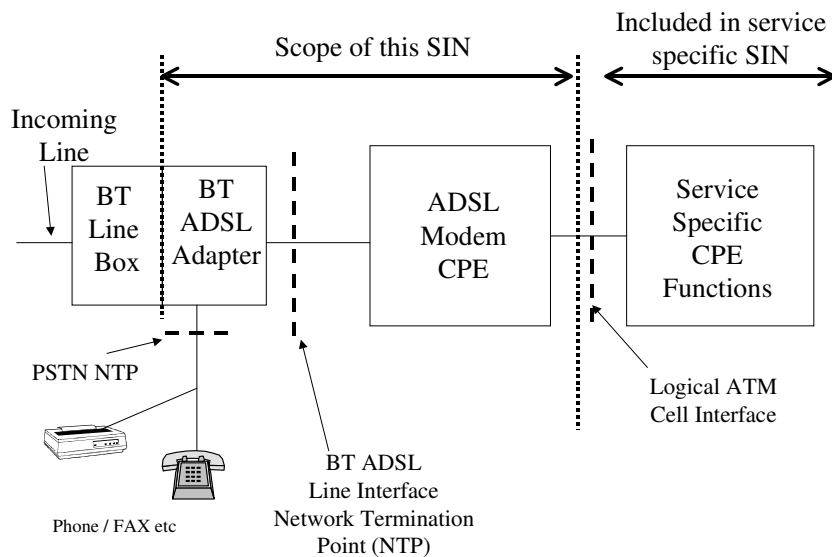 Scope of this SIN
Included in service
specific SIN
Incoming
Line
BT
Line
Box
BT
ADSL
Adapter
ADSL
Modem
CPE
Service
Specific
CPE
Functions
PSTN NTP
Logical ATM
Cell Interface
BT ADSL
Line Interface
Network Termination
Point (NTP)
Phone / FAX etc